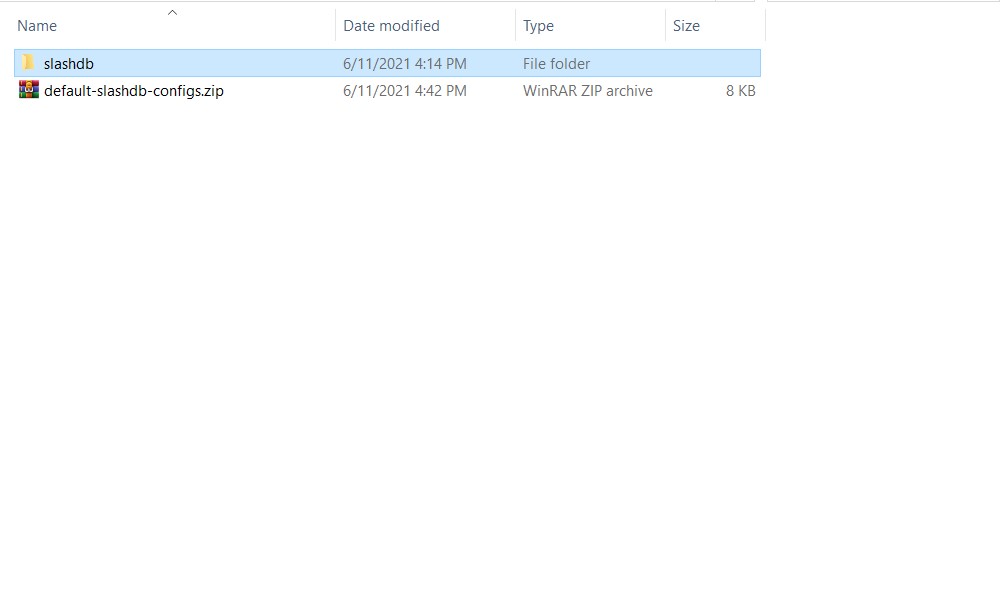 Name Date modified Type Size
slashdb 6/11/2021 4:14 PM File folder
default-slashdb-configs.zip 6/11/2021 4:42 PM WinRAR ZIP archive 8 KB